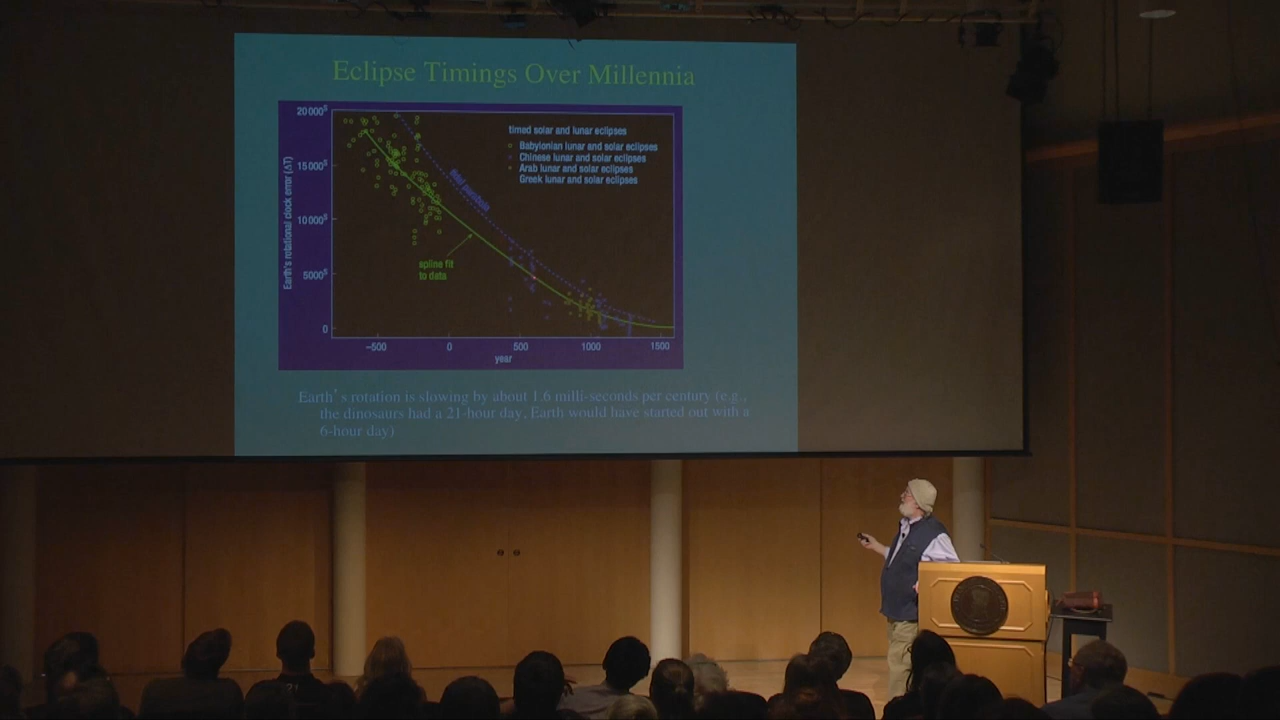 Eclipse Timings Over Millennia
20000ˢ
15000ˢ
10000ˢ
5000ˢ
0
Earth's rotational clock error (ΔT)
timed solar and lunar eclipses
Babylonian lunar and solar eclipses
Chinese lunar and solar eclipses
Arab lunar and solar eclipses
Greek lunar and solar eclipses
spline fit
to data
−500 0 500 1000 1500
year
Earth's rotation is slowing by about 1.6 milli-seconds per century (e.g.,
the dinosaurs had a 21-hour day, Earth would have started out with a
6-hour day)
21